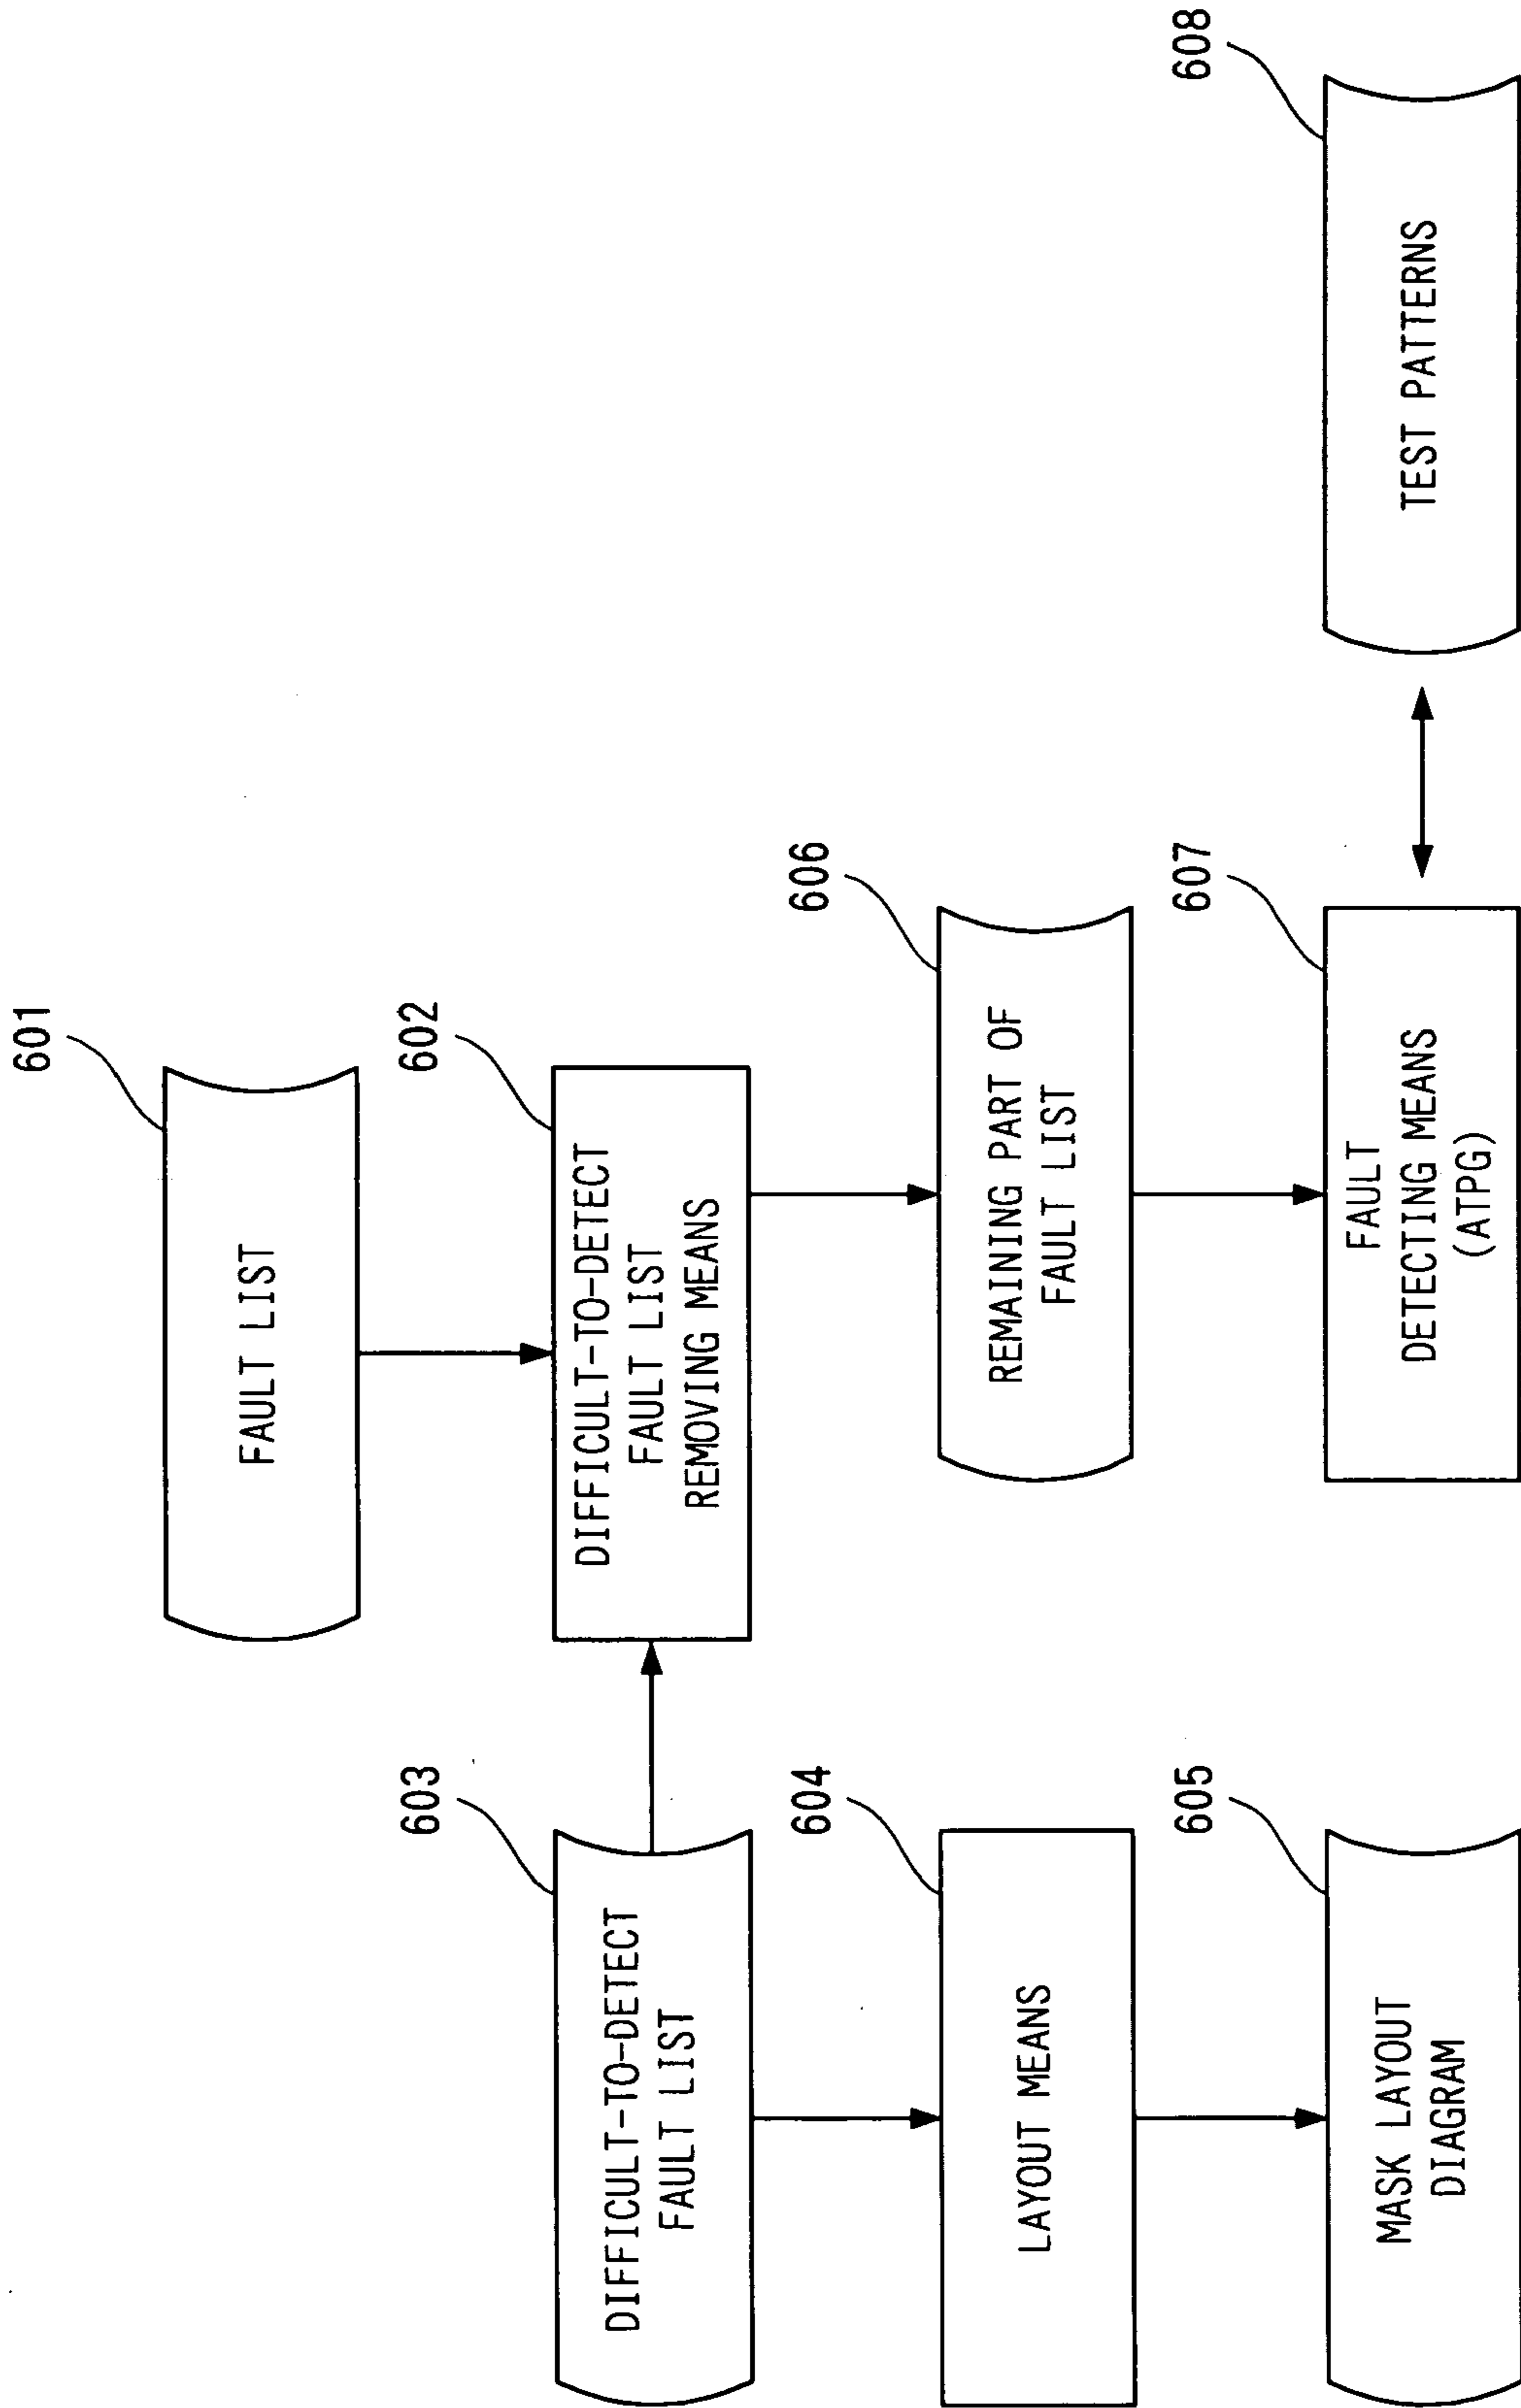 601
FAULT LIST
602
DIFFICULT-TO-DETECT
FAULT LIST
REMOVING MEANS
603
DIFFICULT-TO-DETECT
FAULT LIST
604
LAYOUT MEANS
605
MASK LAYOUT
DIAGRAM
606
REMAINING PART OF
FAULT LIST
607
FAULT
DETECTING MEANS
(ATPG)
608
TEST PATTERNS